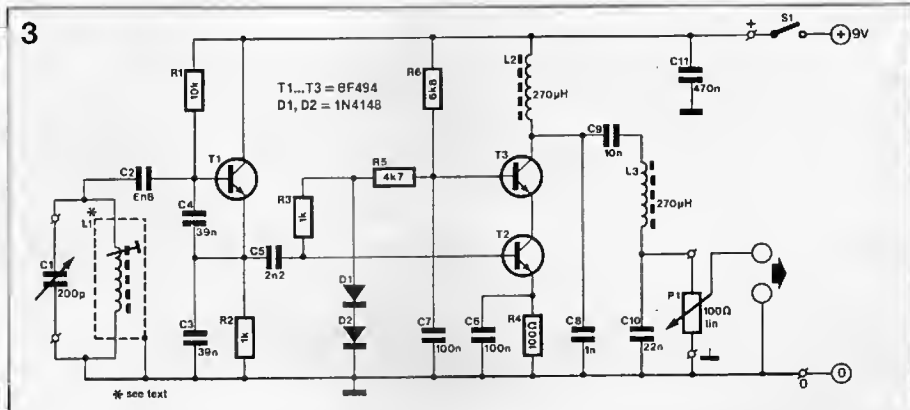 3
T1...T3 = BF494
D1, D2 = 1N4148
S1
+
+
9V
R1
10k
R6
6k8
L2
270µH
C11
470n
C2
6n8
T1
R5
4k7
T3
C9
10n
L3
270µH
*
L1
C4
39n
R3
1k
C5
2n2
T2
C1
200p
D1
D2
P1
100Ω
lin
C3
39n
R2
1k
C7
100n
C6
100n
R4
100Ω
C8
1n
C10
22n
* see text
0
0